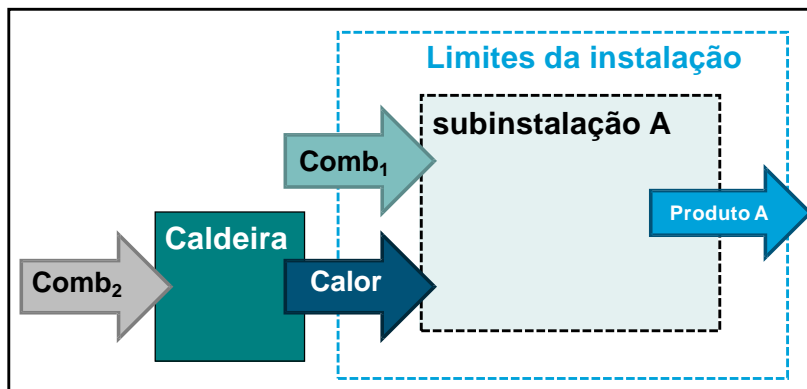 Limites da instalação
subinstalação A
Comb₁
Produto A
Caldeira
Calor
Comb₂